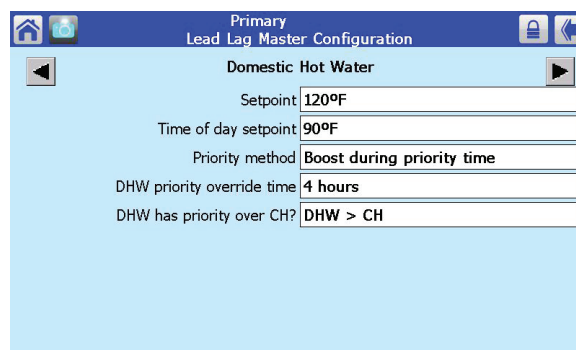 Primary
Lead Lag Master Configuration
Domestic Hot Water
Setpoint 120ºF
Time of day setpoint 90ºF
Priority method Boost during priority time
DHW priority override time 4 hours
DHW has priority over CH? DHW > CH